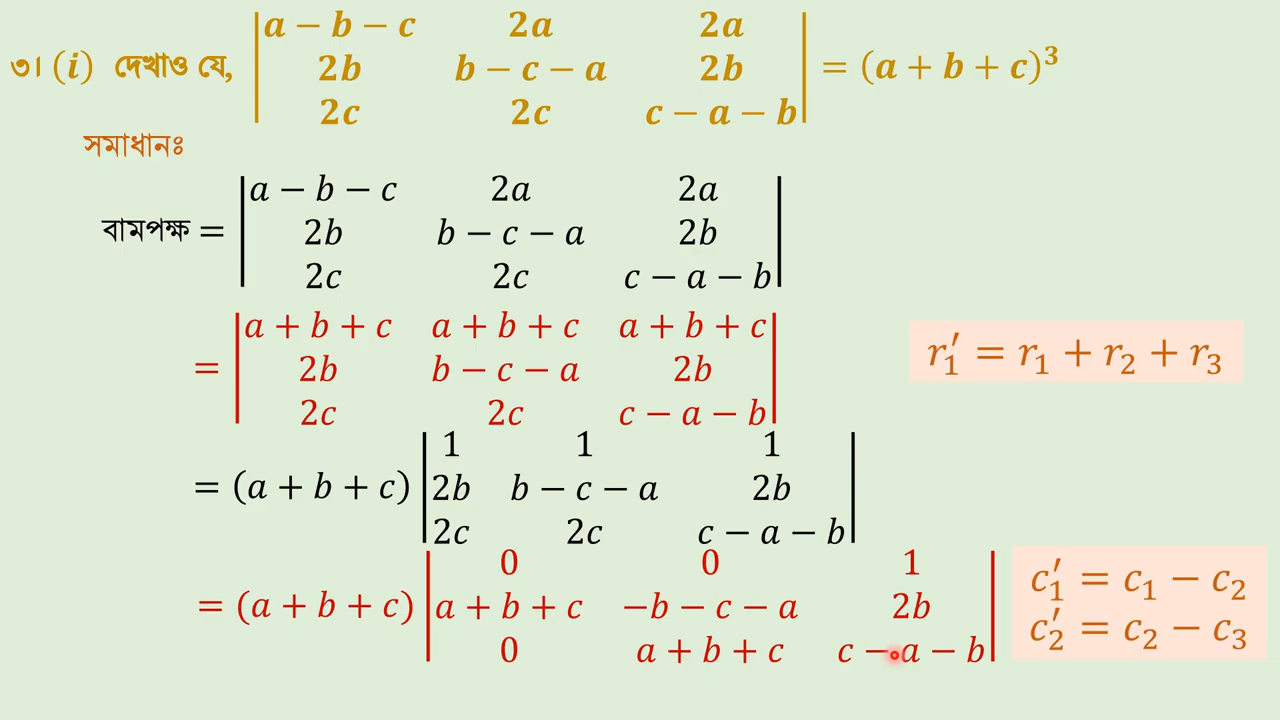 ৩। (i) দেখাও যে, | a − b − c  2a  2a |
| 2b  b − c − a  2b | = (a + b + c)³
| 2c  2c  c − a − b |
সমাধানঃ
বামপক্ষ = | a − b − c  2a  2a |
| 2b  b − c − a  2b |
| 2c  2c  c − a − b |
= | a + b + c  a + b + c  a + b + c |
| 2b  b − c − a  2b |
| 2c  2c  c − a − b |
r₁′ = r₁ + r₂ + r₃
= (a + b + c) | 1  1  1 |
| 2b  b − c − a  2b |
| 2c  2c  c − a − b |
= (a + b + c) | 0  0  1 |
| a + b + c  −b − c − a  2b |
| 0  a + b + c  c − a − b |
c₁′ = c₁ − c₂
c₂′ = c₂ − c₃